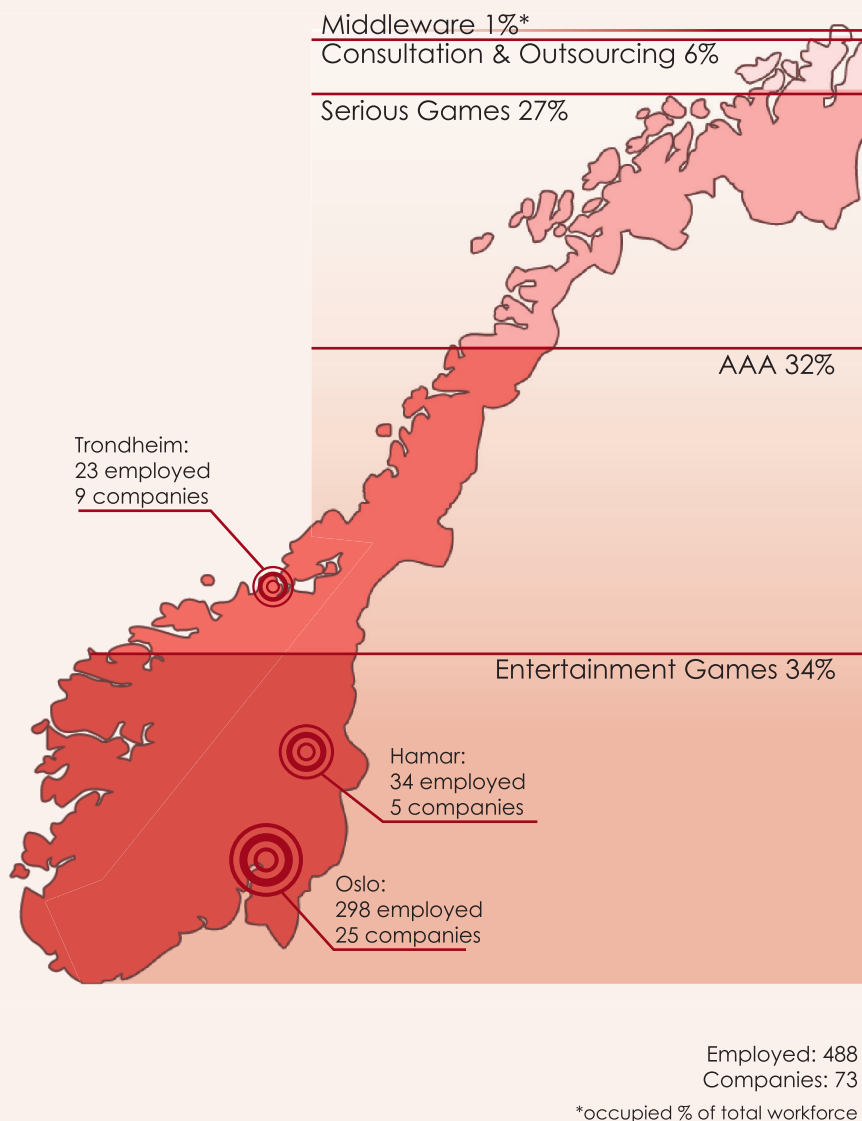 Middleware 1%*
Consultation & Outsourcing 6%
Serious Games 27%
AAA 32%
Trondheim:
23 employed
9 companies
Entertainment Games 34%
Hamar:
34 employed
5 companies
Oslo:
298 employed
25 companies
Employed: 488
Companies: 73
*occupied % of total workforce